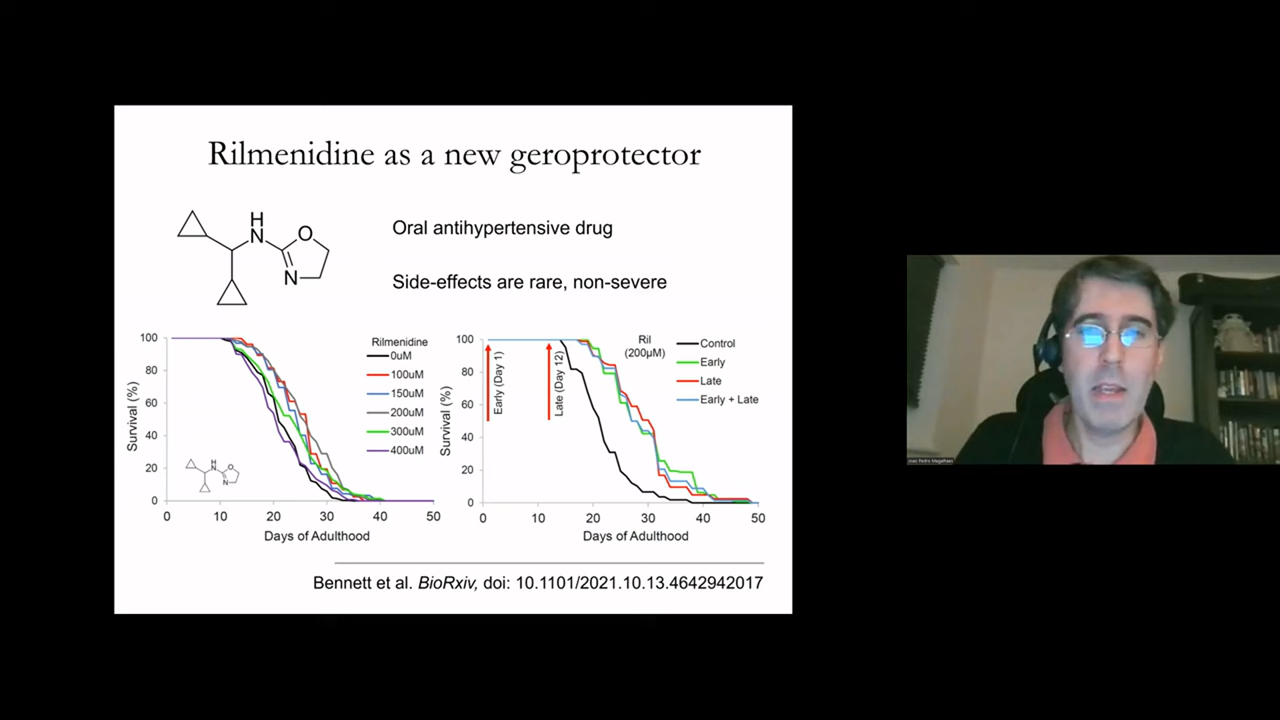 Rilmenidine as a new geroprotector
H
N
O
N
Oral antihypertensive drug
Side-effects are rare, non-severe
Survival (%)
100
80
60
40
20
0
0 10 20 30 40 50
Days of Adulthood
Rilmenidine
0uM
100uM
150uM
200uM
300uM
400uM
H
N
O
N
Survival (%)
100
80
60
40
20
0
0 10 20 30 40 50
Days of Adulthood
Early (Day 1)
Late (Day 12)
Ril
(200µM)
Control
Early
Late
Early + Late
Bennett et al. BioRxiv, doi: 10.1101/2021.10.13.4642942017